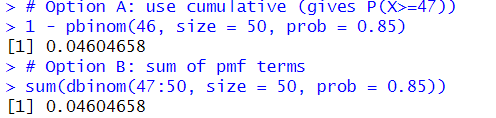 > # Option A: use cumulative (gives P(X>=47))
> 1 - pbinom(46, size = 50, prob = 0.85)
[1] 0.04604658
> # Option B: sum of pmf terms
> sum(dbinom(47:50, size = 50, prob = 0.85))
[1] 0.04604658